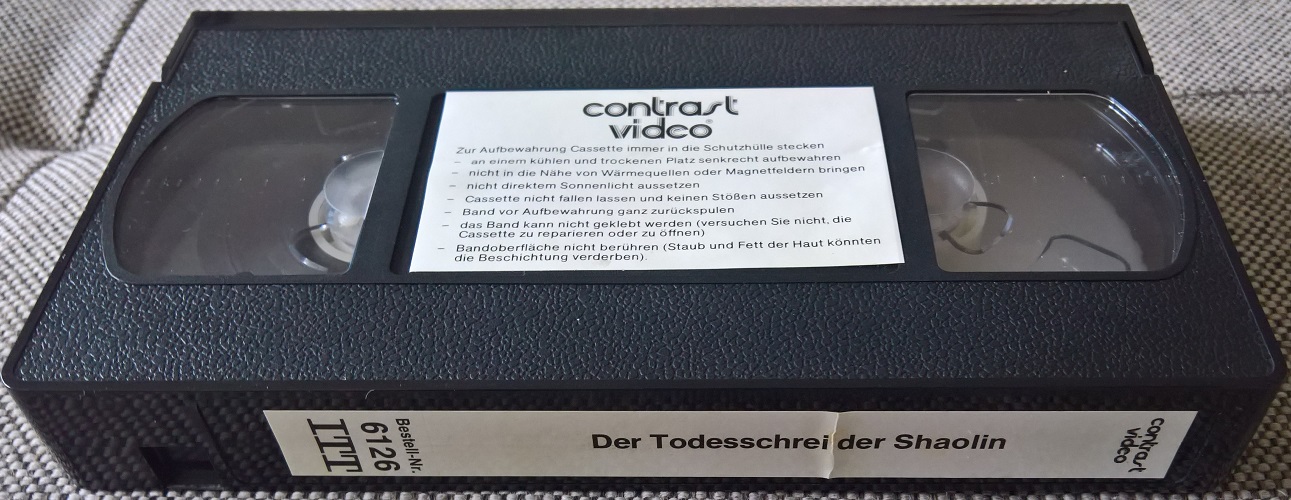 contrast
video®
Zur Aufbewahrung Cassette immer in die Schutzhülle stecken
– an einem kühlen und trockenen Platz senkrecht aufbewahren
– nicht in die Nähe von Wärmequellen oder Magnetfeldern bringen
– nicht direktem Sonnenlicht aussetzen
– Cassette nicht fallen lassen und keinen Stößen aussetzen
– Band vor Aufbewahrung ganz zurückspulen
– das Band kann nicht geklebt werden (versuchen Sie nicht, die
Cassette zu reparieren oder zu öffnen)
– Bandoberfläche nicht berühren (Staub und Fett der Haut könnten
die Beschichtung verderben).
Bestell-Nr.
6126
ITT
Der Todesschrei der Shaolin
contrast
video